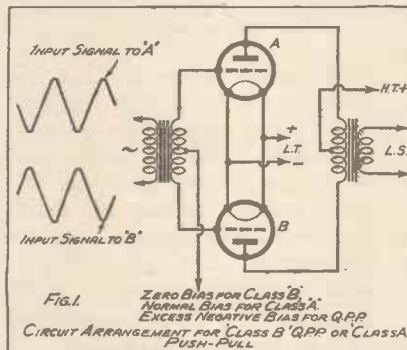 INPUT SIGNAL TO "A"
A
H.T.+
+
L.T.
-
L.S.
~
B
INPUT SIGNAL TO "B"
FIG.1.
ZERO BIAS FOR CLASS "B",
NORMAL BIAS FOR CLASS "A".
EXCESS NEGATIVE BIAS FOR Q.P.P.
CIRCUIT ARRANGEMENT FOR CLASS "B" Q.P.P. OR CLASS "A"
PUSH-PULL